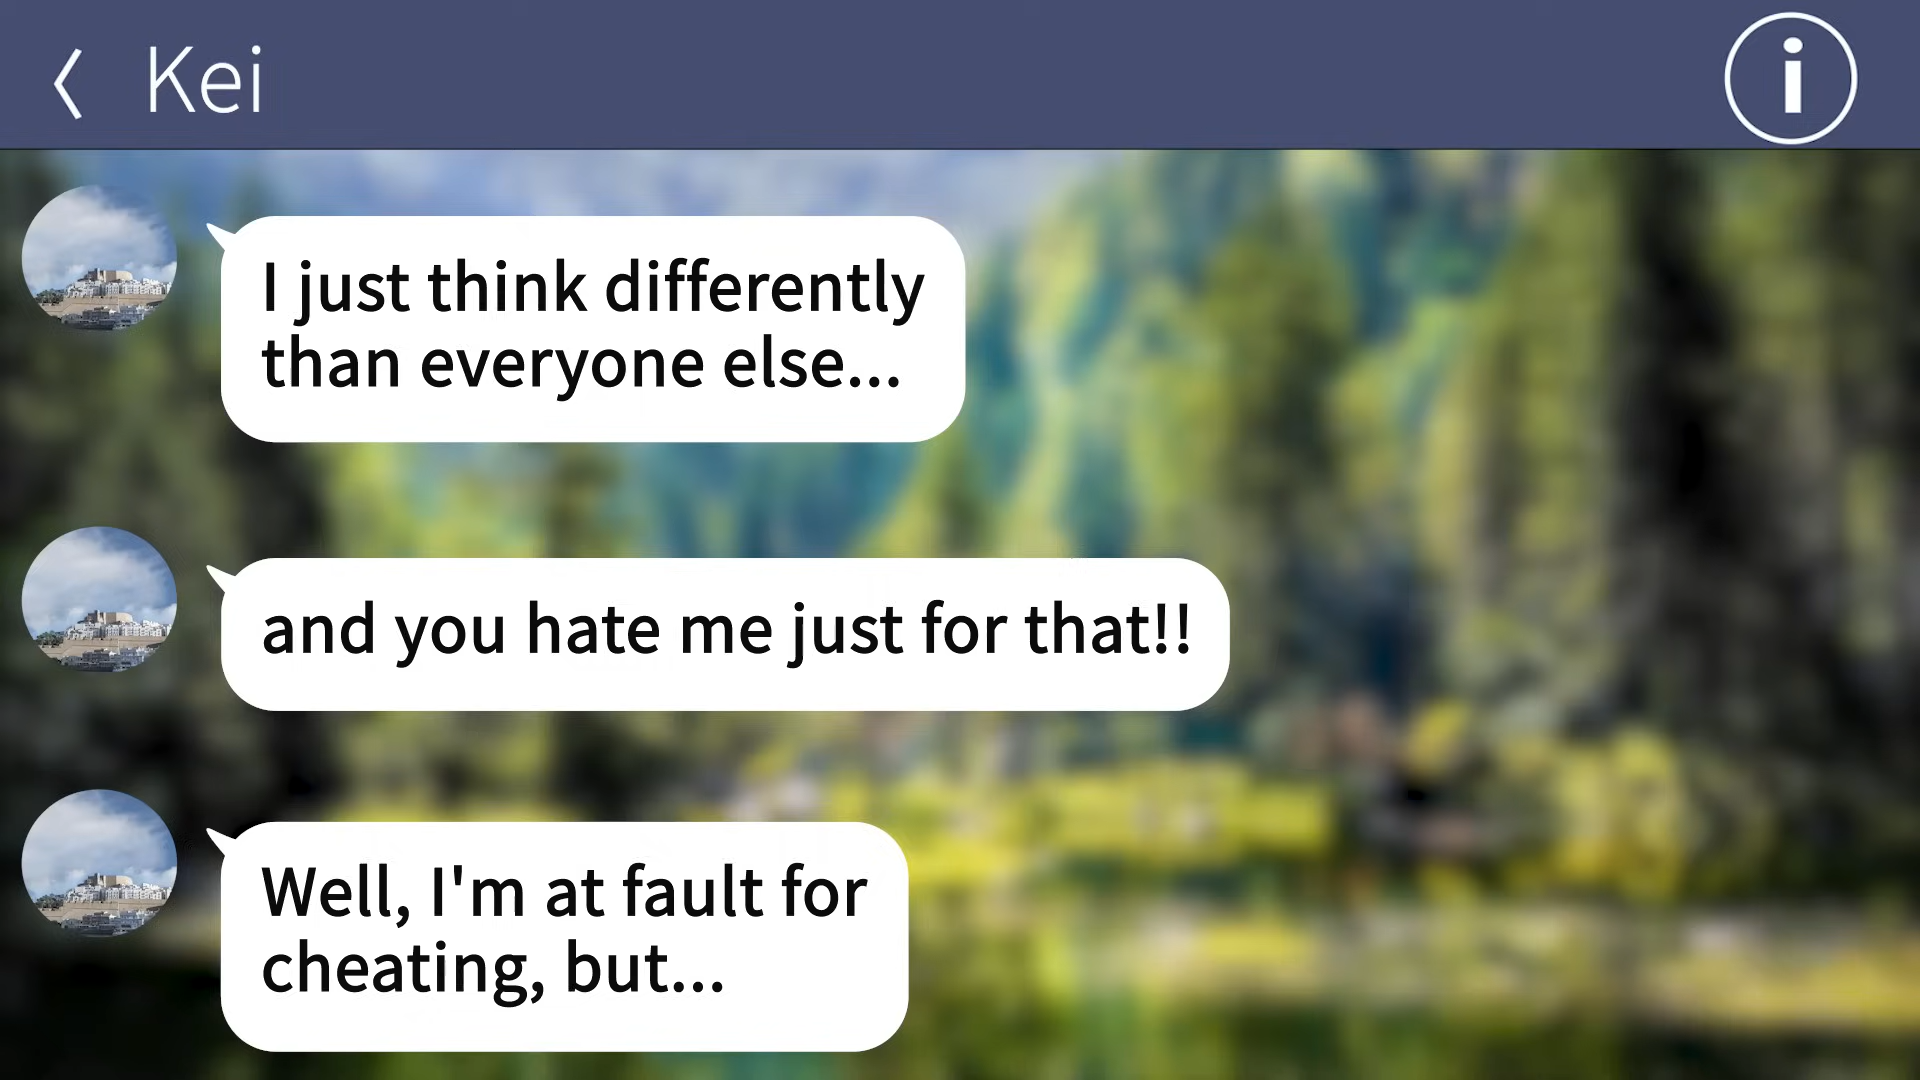 Kei
I just think differently
than everyone else...
and you hate me just for that!!
Well, I'm at fault for
cheating, but...